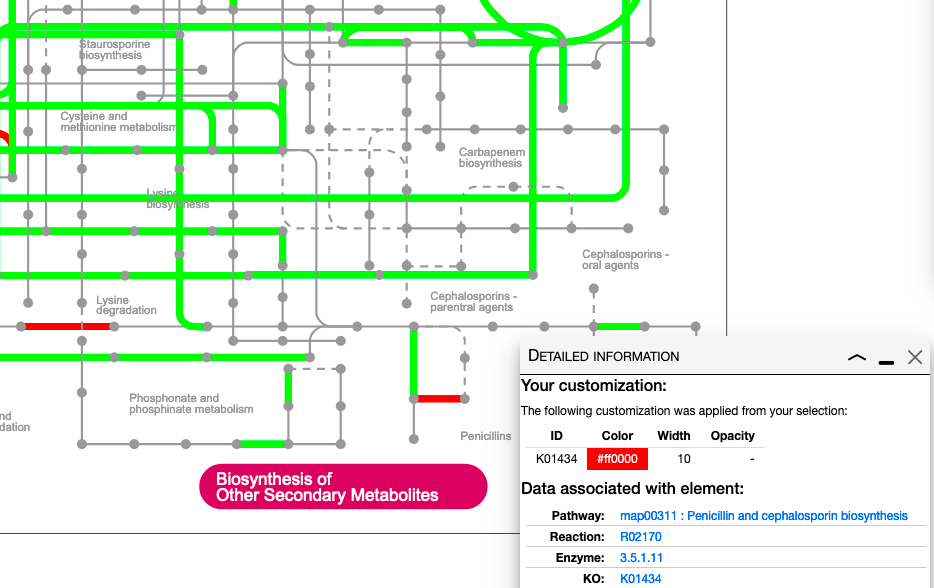 Staurosporine
biosynthesis
Cysteine and
methionine metabolism
Carbapenem
biosynthesis
Lysine
biosynthesis
Cephalosporins -
oral agents
Lysine
degradation
Cephalosporins -
parentral agents
Phosphonate and
phosphinate metabolism
nd
dation
Penicillins
Biosynthesis of
Other Secondary Metabolites
DETAILED INFORMATION
Your customization:
The following customization was applied from your selection:
ID Color Width Opacity
K01434 #ff0000 10 -
Data associated with element:
Pathway: map00311 : Penicillin and cephalosporin biosynthesis
Reaction: R02170
Enzyme: 3.5.1.11
KO: K01434